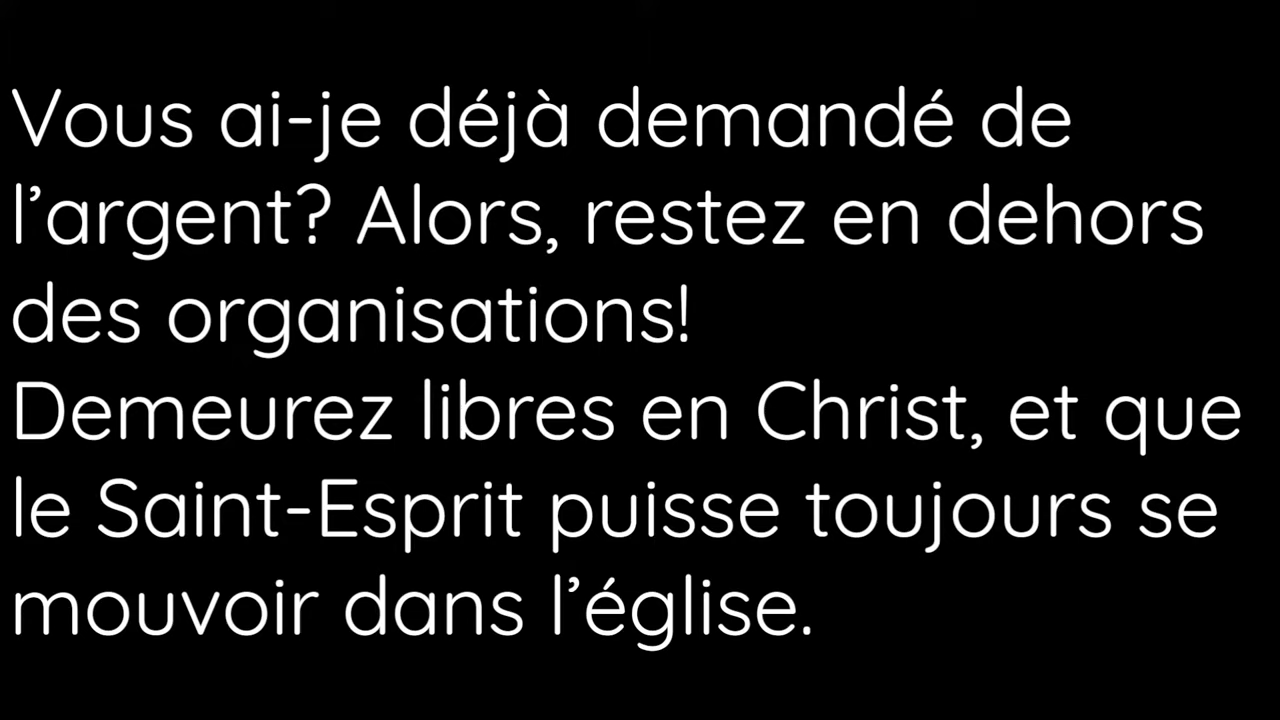 Vous ai-je déjà demandé de
l’argent? Alors, restez en dehors
des organisations!
Demeurez libres en Christ, et que
le Saint-Esprit puisse toujours se
mouvoir dans l’église.